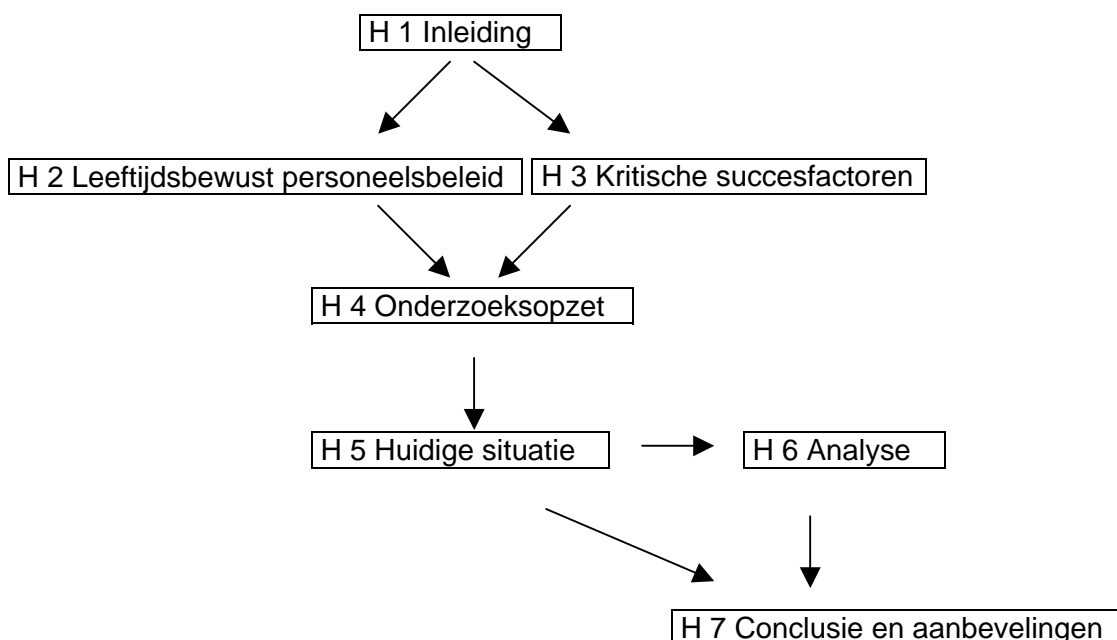 H 1 Inleiding
H 2 Leeftijdsbewust personeelsbeleid
H 3 Kritische succesfactoren
H 4 Onderzoeksopzet
H 5 Huidige situatie
H 6 Analyse
H 7 Conclusie en aanbevelingen